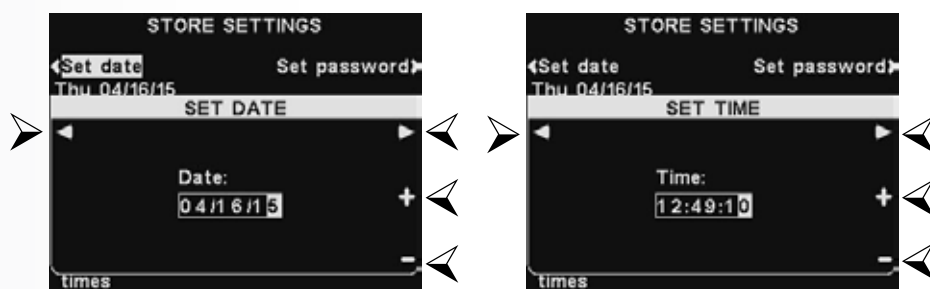 STORE SETTINGS
Set date Set password
Thu 04/16/15
SET DATE
Date:
04/16/15
+
-
times
STORE SETTINGS
Set date Set password
Thu 04/16/15
SET TIME
Time:
12:49:10
+
-
times